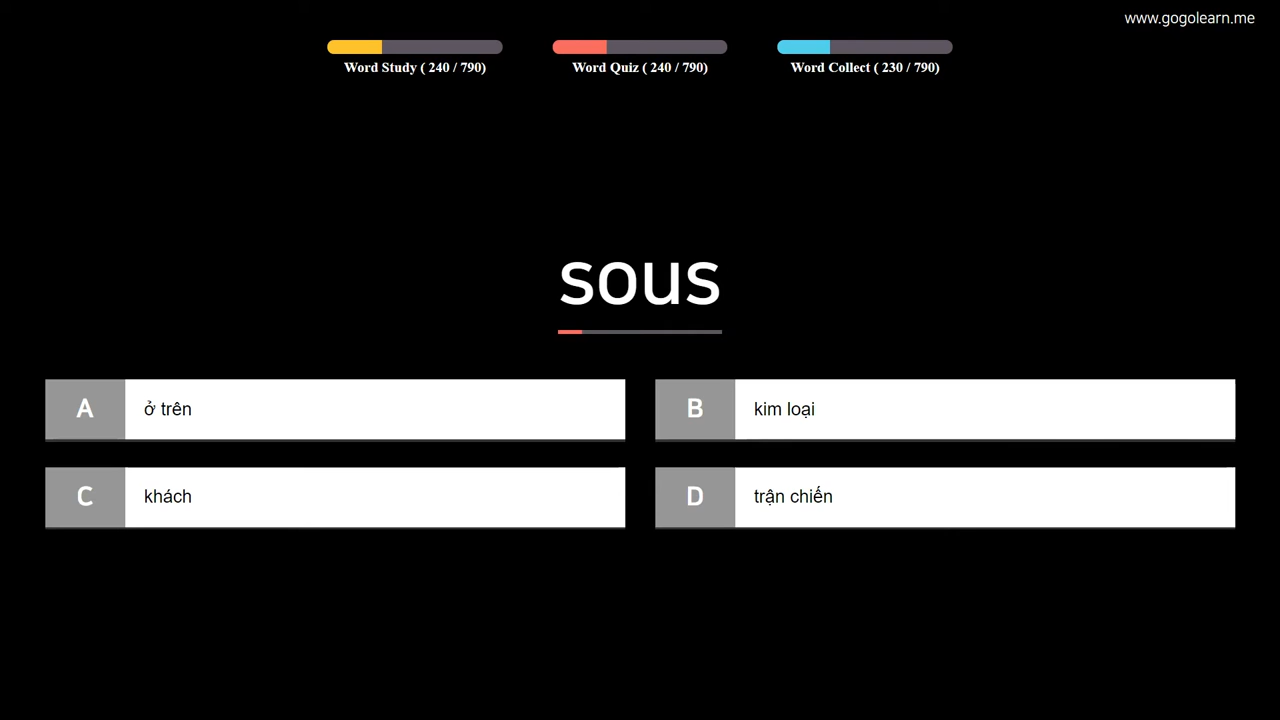 www.gogolearn.me
Word Study ( 240 / 790)
Word Quiz ( 240 / 790)
Word Collect ( 230 / 790)
sous
A ở trên
B kim loại
C khách
D trận chiến